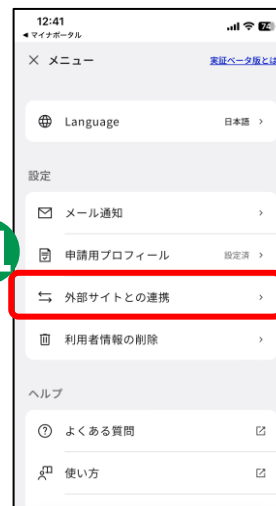 12:41
74
◀ マイナポータル
× メニュー
実証ベータ版とは
Language
日本語 >
設定
メール通知 >
申請用プロフィール
設定済 >
1
外部サイトとの連携 >
利用者情報の削除 >
ヘルプ
よくある質問
使い方